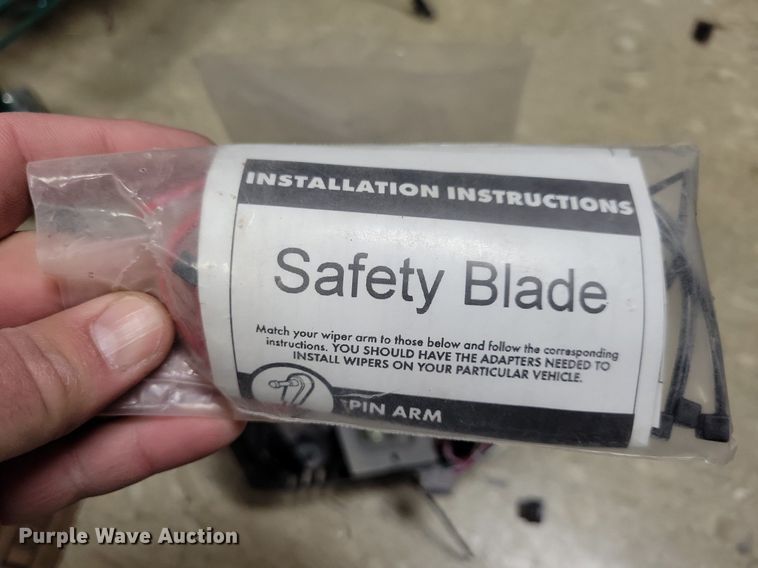 INSTALLATION INSTRUCTIONS
Safety Blade
Match your wiper arm to those below and follow the corresponding
instructions. YOU SHOULD HAVE THE ADAPTERS NEEDED TO
INSTALL WIPERS ON YOUR PARTICULAR VEHICLE.
PIN ARM
Purple Wave Auction